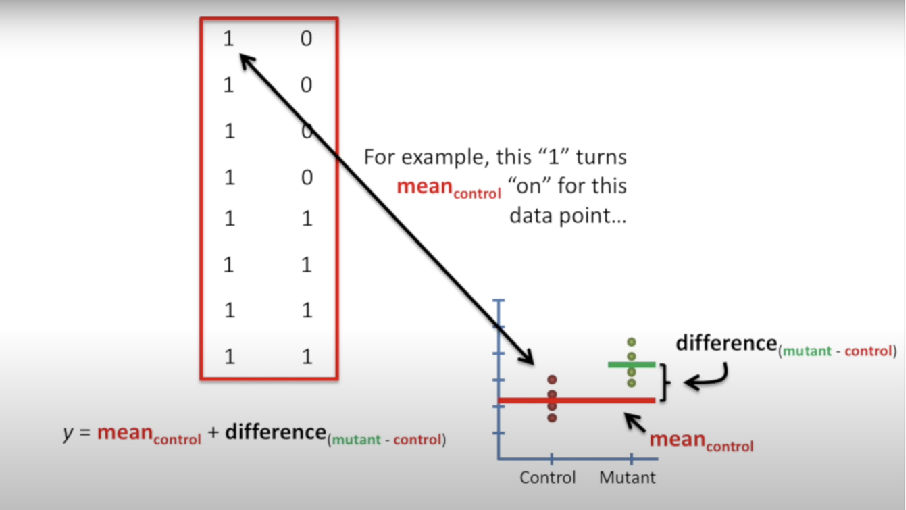 1 0
1 0
1 0
1 0
1 1
1 1
1 1
1 1
For example, this “1” turns
meancontrol “on” for this
data point...
difference(mutant - control)
meancontrol
Control Mutant
y = meancontrol + difference(mutant - control)